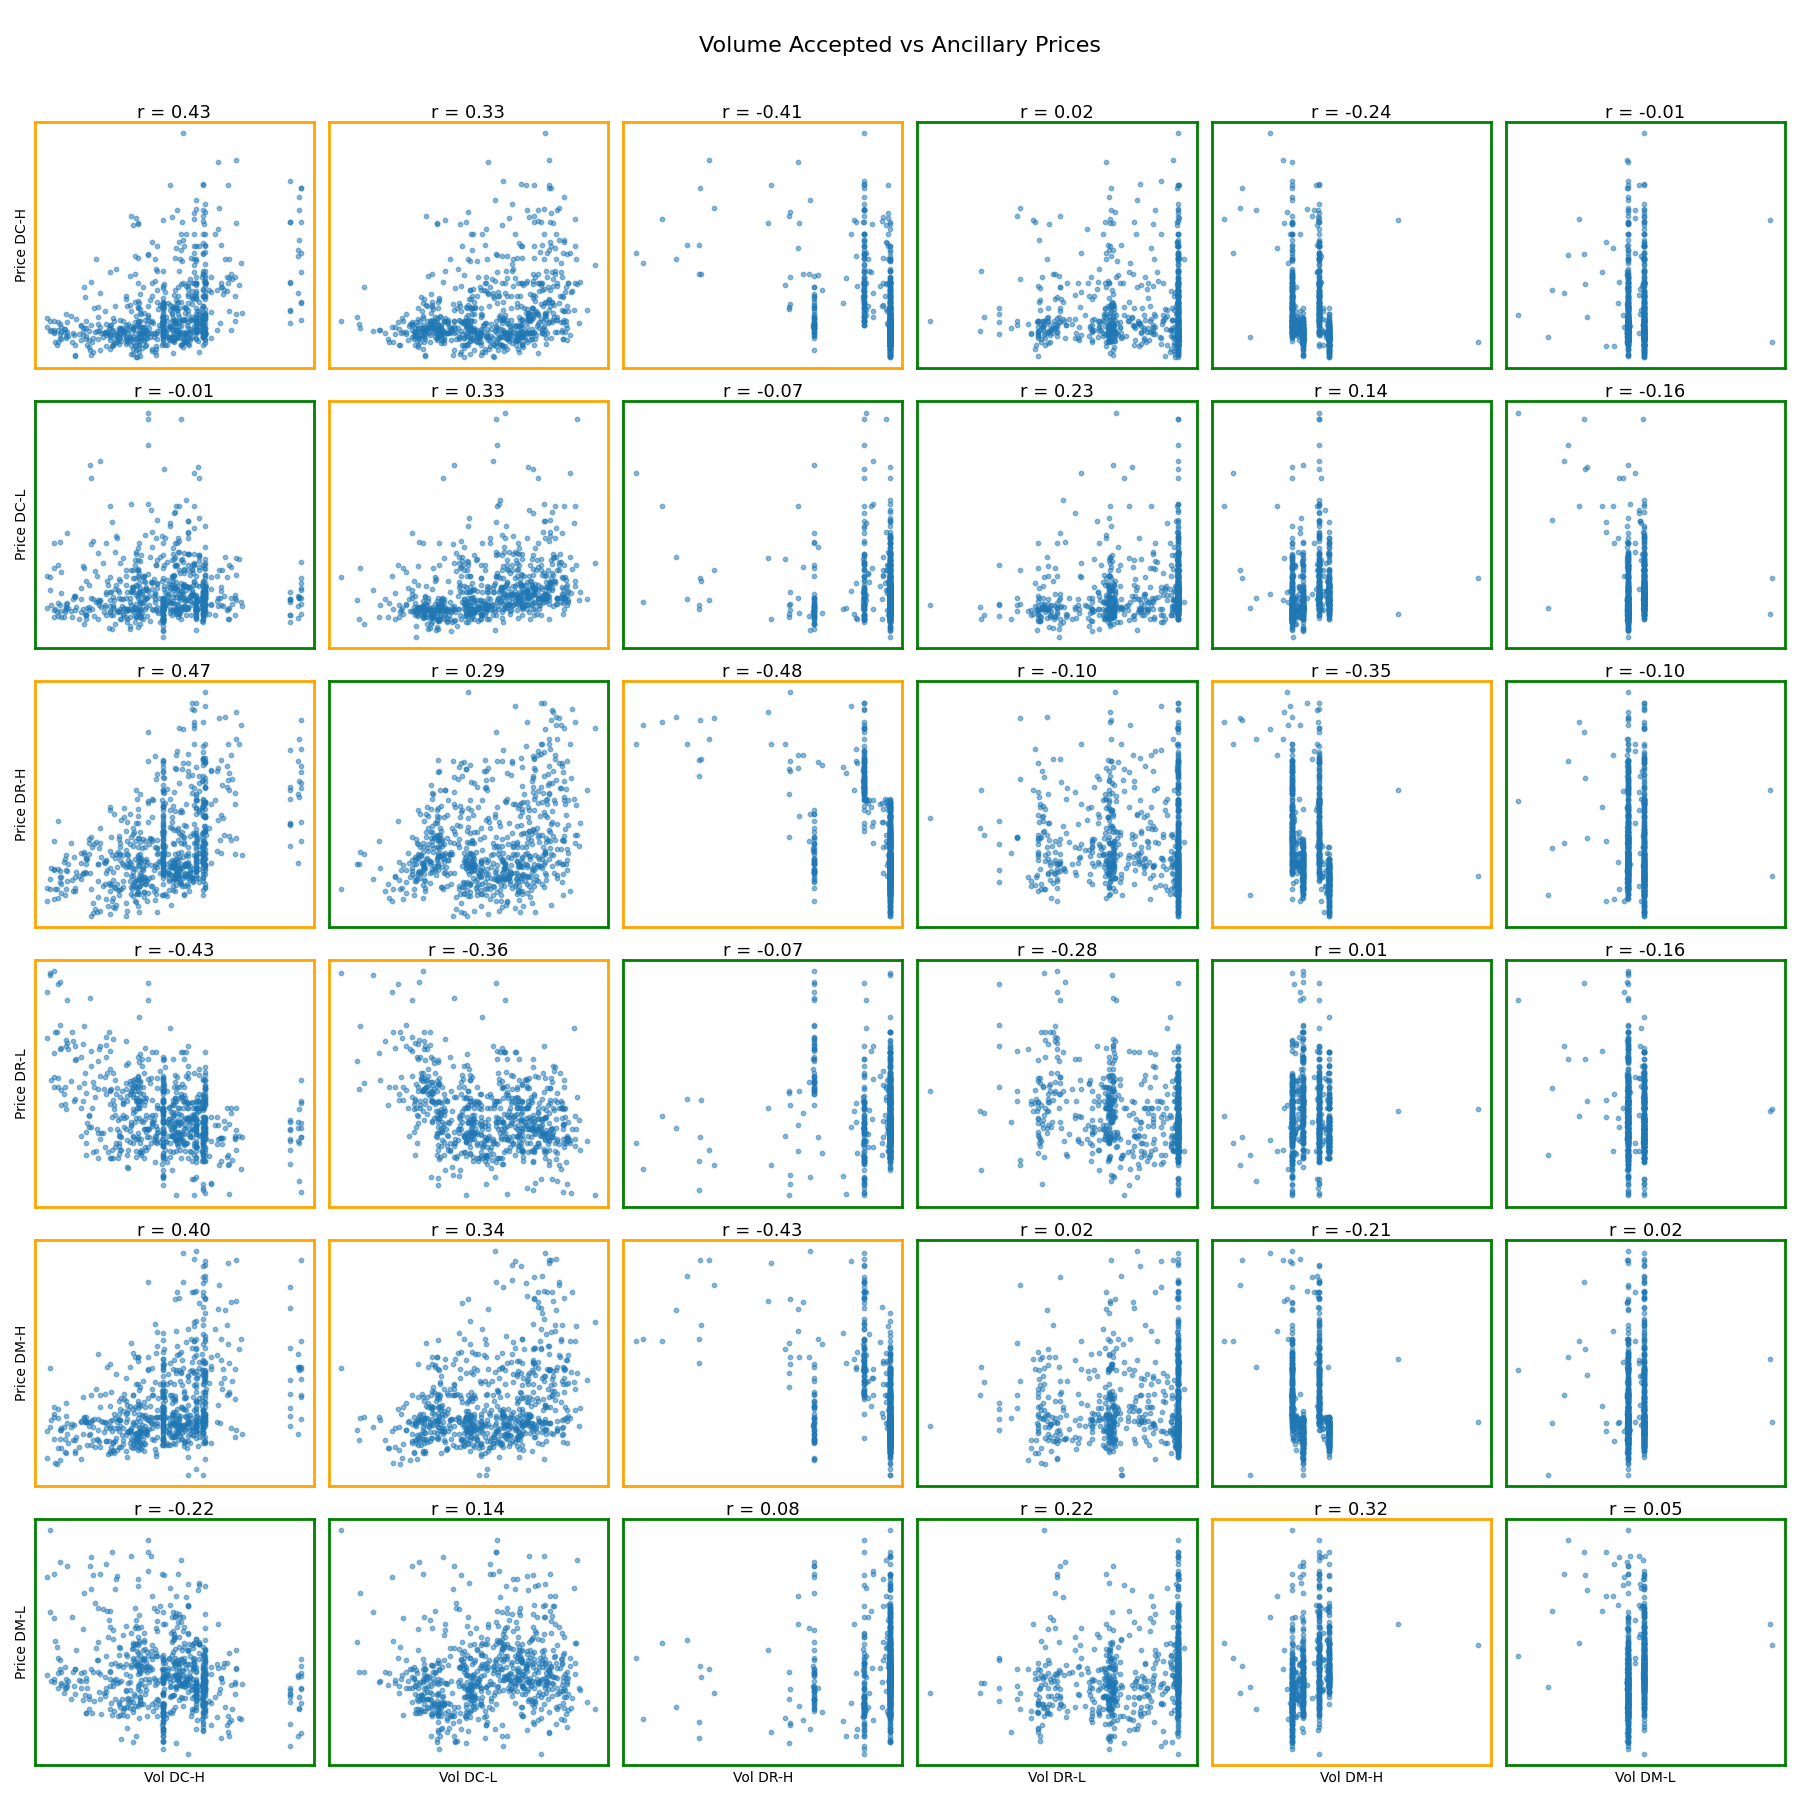 Volume Accepted vs Ancillary Prices
r = 0.43
r = 0.33
r = -0.41
r = 0.02
r = -0.24
r = -0.01
Price DC-H
r = -0.01
r = 0.33
r = -0.07
r = 0.23
r = 0.14
r = -0.16
Price DC-L
r = 0.47
r = 0.29
r = -0.48
r = -0.10
r = -0.35
r = -0.10
Price DR-H
r = -0.43
r = -0.36
r = -0.07
r = -0.28
r = 0.01
r = -0.16
Price DR-L
r = 0.40
r = 0.34
r = -0.43
r = 0.02
r = -0.21
r = 0.02
Price DM-H
r = -0.22
r = 0.14
r = 0.08
r = 0.22
r = 0.32
r = 0.05
Price DM-L
Vol DC-H
Vol DC-L
Vol DR-H
Vol DR-L
Vol DM-H
Vol DM-L